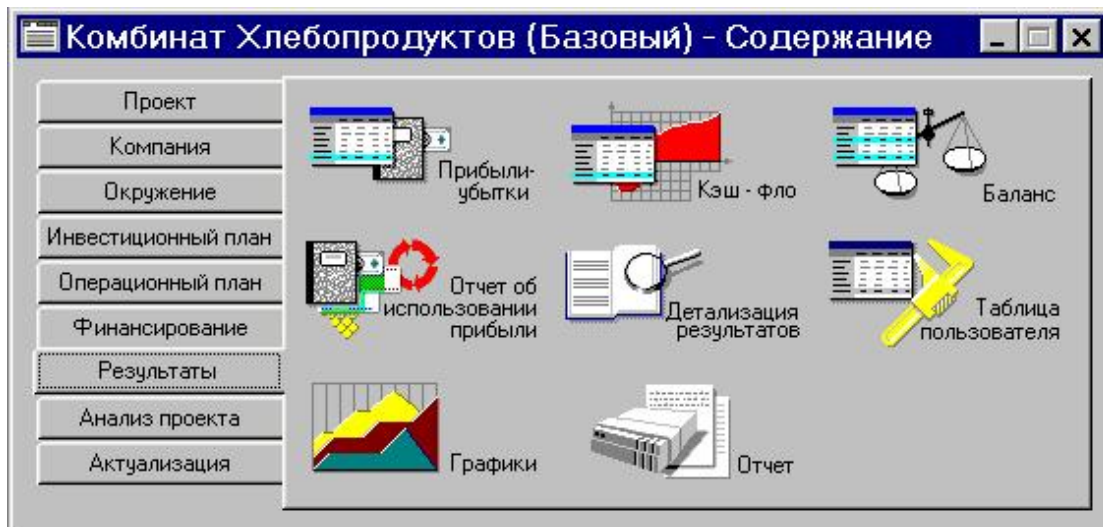 Комбинат Хлебопродуктов (Базовый) - Содержание
Проект
Компания
Окружение
Инвестиционный план
Операционный план
Финансирование
Результаты
Анализ проекта
Актуализация
Прибыли-
убытки
Кэш - фло
Баланс
Отчет об
использовании
прибыли
Детализация
результатов
Таблица
пользователя
Графики
Отчет